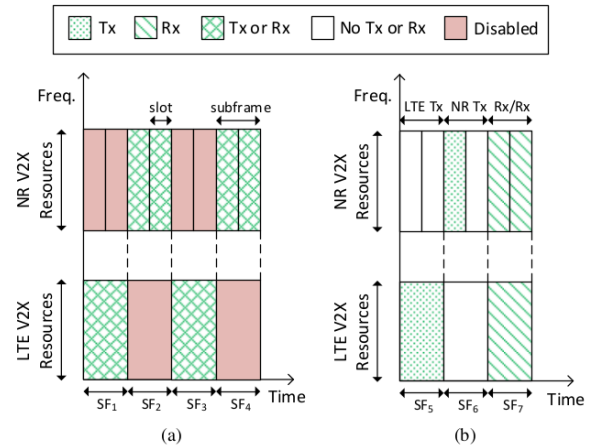 Tx Rx Tx or Rx No Tx or Rx Disabled
Freq. slot subframe
NR V2X
Resources
LTE V2X
Resources
Time
SF1 SF2 SF3 SF4
(a)
Freq. LTE Tx NR Tx Rx/Rx
NR V2X
Resources
LTE V2X
Resources
Time
SF5 SF6 SF7
(b)